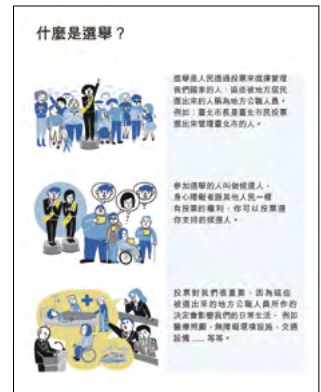 什麼是選舉？
選舉是人民透過投票來選擇管理
我們國家的人，這些被地方居民
選出來的人稱為地方公職人員。
例如：臺北市長是臺北市民投票
選出來管理臺北市的人。
參加選舉的人叫做候選人，
身心障礙者跟其他人民一樣
有投票的權利，你可以投票選
你支持的候選人。
投票對我們很重要，因為這些
被選出來的地方公職人員所作的
決定會影響我們的日常生活，例如
醫療照顧、無障礙環境設施、交通
設備 …… 等等。